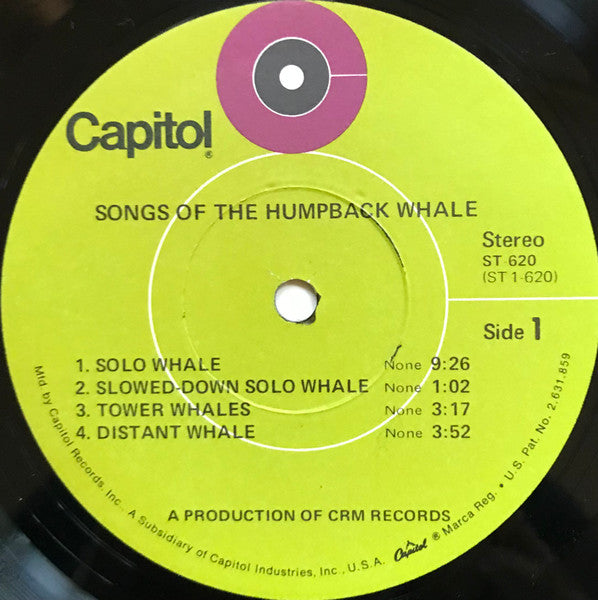 Capitol®
SONGS OF THE HUMPBACK WHALE
Stereo
ST-620
(ST 1-620)
Side 1
1. SOLO WHALE None 9:26
2. SLOWED-DOWN SOLO WHALE None 1:02
3. TOWER WHALES None 3:17
4. DISTANT WHALE None 3:52
A PRODUCTION OF CRM RECORDS
Mfd by Capitol Records, Inc. A Subsidiary of Capitol Industries, Inc., U.S.A. Capitol ® Marca Reg. • U.S. Pat. No. 2,631,859